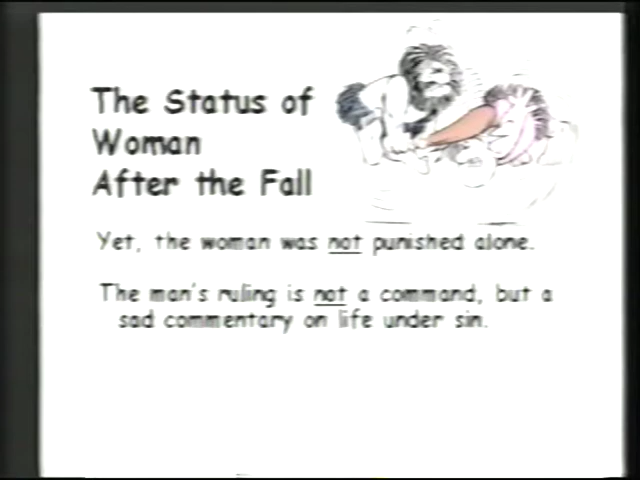 The Status of
Woman
After the Fall
Yet, the woman was not punished alone.
The man's ruling is not a command, but a
sad commentary on life under sin.